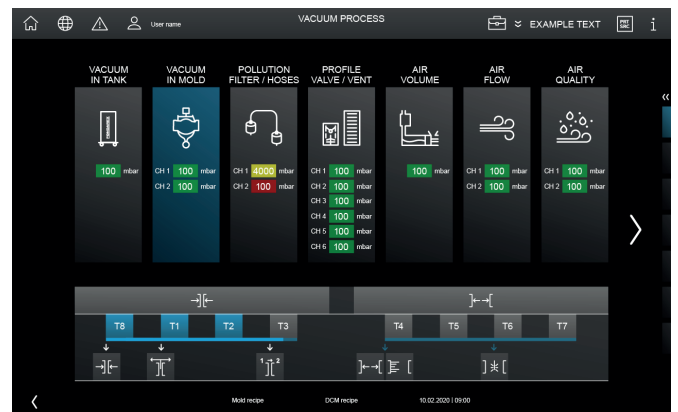 User name
VACUUM PROCESS
EXAMPLE TEXT
PRT
SRC
i
VACUUM
IN TANK
VACUUM
IN MOLD
POLLUTION
FILTER / HOSES
PROFILE
VALVE / VENT
AIR
VOLUME
AIR
FLOW
AIR
QUALITY
100 mbar
CH 1 100 mbar
CH 2 100 mbar
CH 1 4000 mbar
CH 2 100 mbar
CH 1 100 mbar
CH 2 100 mbar
CH 3 100 mbar
CH 4 100 mbar
CH 5 100 mbar
CH 6 100 mbar
100 mbar
CH 1 100 mbar
CH 2 100 mbar
CH 1 100 mbar
CH 2 100 mbar
T8 T1 T2 T3 T4 T5 T6 T7
1 2
Mold recipe DCM recipe 10.02.2020 | 09:00